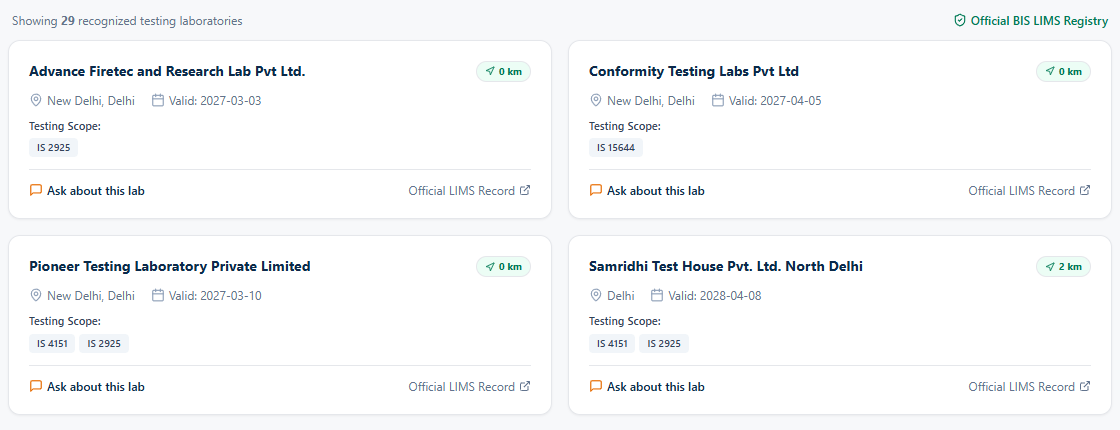 Showing 29 recognized testing laboratories
Official BIS LIMS Registry
Advance Firetec and Research Lab Pvt Ltd.
0 km
New Delhi, Delhi
Valid: 2027-03-03
Testing Scope:
IS 2925
Ask about this lab
Official LIMS Record
Conformity Testing Labs Pvt Ltd
0 km
New Delhi, Delhi
Valid: 2027-04-05
Testing Scope:
IS 15644
Ask about this lab
Official LIMS Record
Pioneer Testing Laboratory Private Limited
0 km
New Delhi, Delhi
Valid: 2027-03-10
Testing Scope:
IS 4151
IS 2925
Ask about this lab
Official LIMS Record
Samridhi Test House Pvt. Ltd. North Delhi
2 km
Delhi
Valid: 2028-04-08
Testing Scope:
IS 4151
IS 2925
Ask about this lab
Official LIMS Record